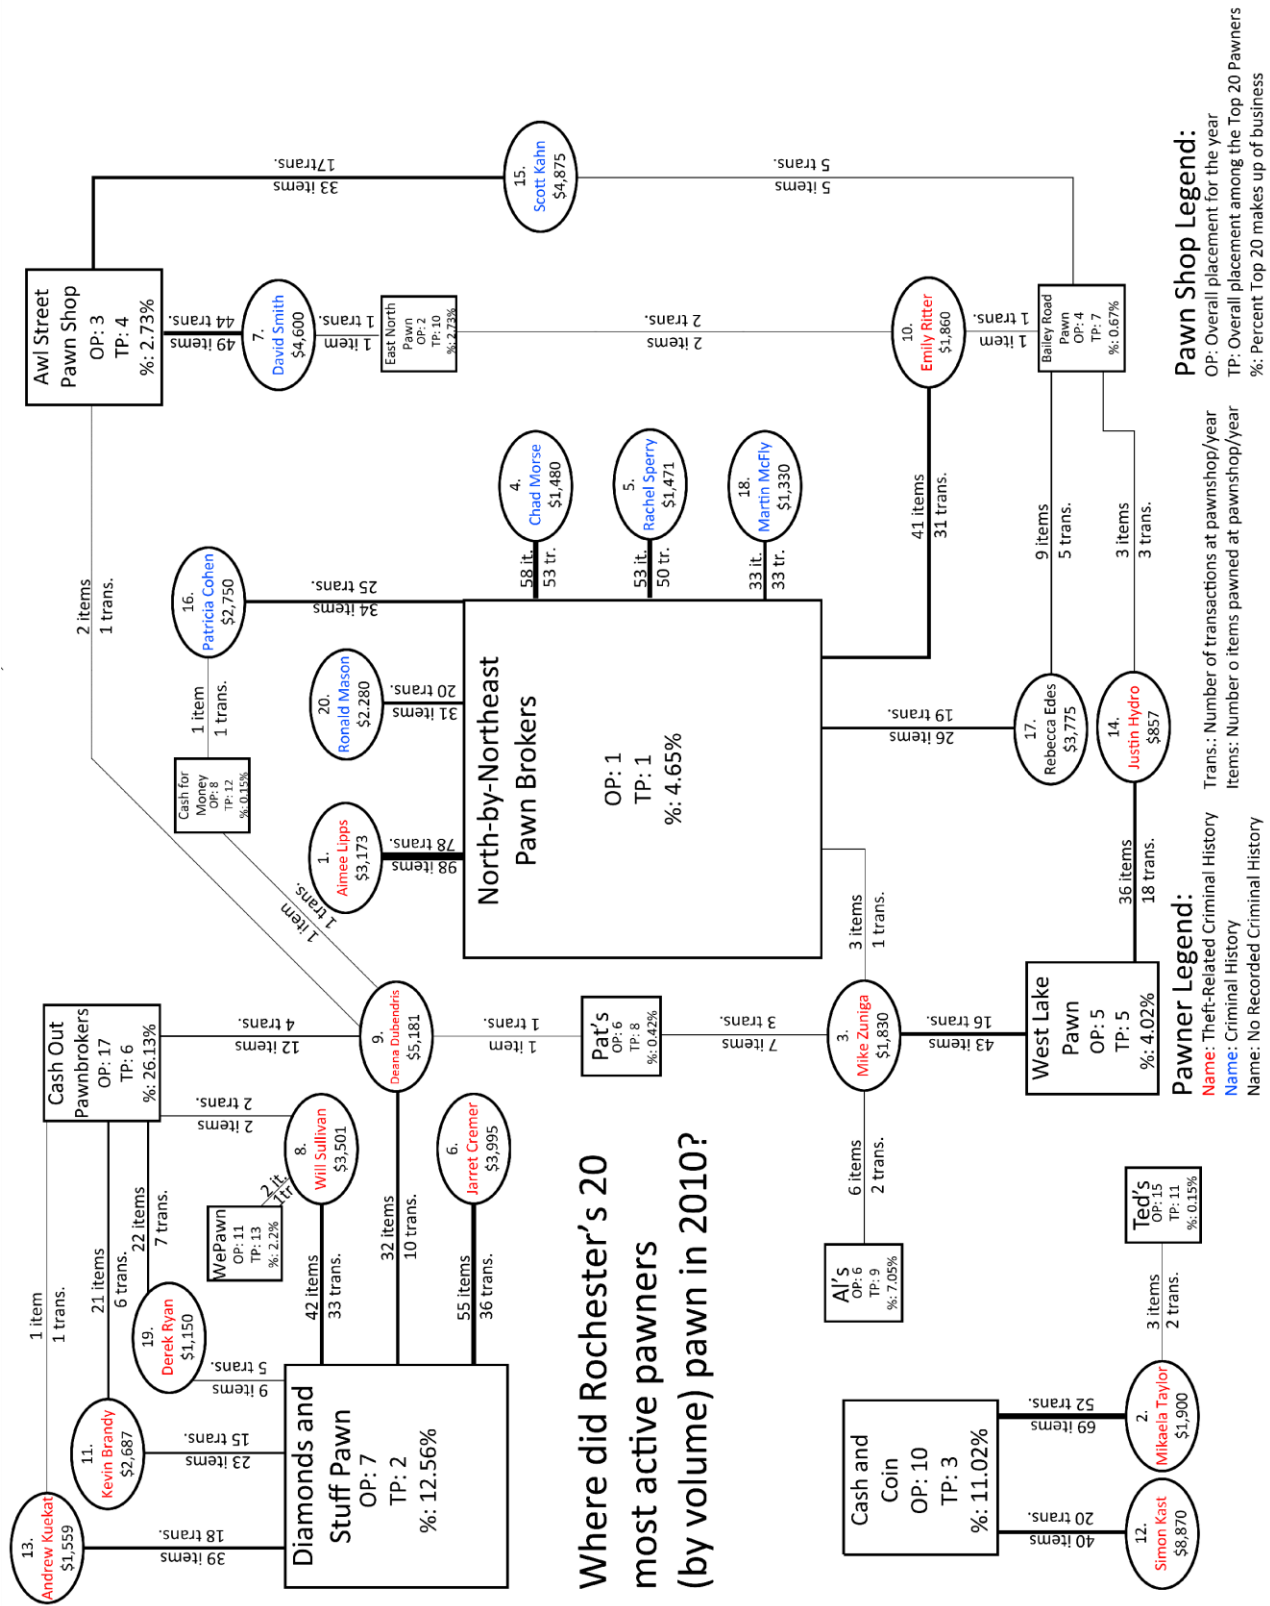 Where did Rochester's 20
most active pawners
(by volume) pawn in 2010?
13.
Andrew Kuekat
$1,559
1 item
1 trans.
39 items
18 trans.
11.
Kevin Brandy
$2,687
21 items
6 trans.
23 items
15 trans.
19.
Derek Ryan
$1,150
22 items
7 trans.
9 items
5 trans.
Cash Out
Pawnbrokers
OP: 17
TP: 6
%: 26.13%
12 items
4 trans.
2 items
2 trans.
WePawn
OP: 11
TP: 13
%: 2.2%
2 it.
1tr.
8.
Will Sullivan
$3,501
42 items
33 trans.
Diamonds and
Stuff Pawn
OP: 7
TP: 2
%: 12.56%
32 items
10 trans.
55 items
36 trans.
6.
Jarret Cremer
$3,995
9.
Deana Dubendris
$5,181
2 items
1 trans.
1 item
1 trans.
1 item
1 trans.
Cash for
Money
OP: 8
TP: 12
%: 0.15%
1 item
1 trans.
16.
Patricia Cohen
$2,750
34 items
25 trans.
Awl Street
Pawn Shop
OP: 3
TP: 4
%: 2.73%
49 items
44 trans.
33 items
17trans.
7.
David Smith
$4,600
1 item
1 trans.
East North
Pawn
OP: 2
TP: 10
%: 2.73%
2 items
2 trans.
15.
Scott Kahn
$4,875
5 items
5 trans.
1.
Aimee Lipps
$3,173
98 items
78 trans.
20.
Ronald Mason
$2.280
31 items
20 trans.
North-by-Northeast
Pawn Brokers
OP: 1
TP: 1
%: 4.65%
58 it.
53 tr.
4.
Chad Morse
$1,480
53 it.
50 tr.
5.
Rachel Sperry
$1,471
33 it.
33 tr.
18.
Martin McFly
$1,330
41 items
31 trans.
10.
Emily Ritter
$1,860
1 item
1 trans.
Bailey Road
Pawn
OP: 4
TP: 7
%: 0.67%
9 items
5 trans.
3 items
3 trans.
26 items
19 trans.
17.
Rebecca Edes
$3,775
14.
Justin Hydro
$857
36 items
18 trans.
Pat's
OP: 6
TP: 8
%: 0.42%
7 items
3 trans.
3.
Mike Zuniga
$1,830
3 items
1 trans.
43 items
16 trans.
West Lake
Pawn
OP: 5
TP: 5
%: 4.02%
6 items
2 trans.
Al's
OP: 6
TP: 9
%: 7.05%
Cash and
Coin
OP: 10
TP: 3
%: 11.02%
40 items
20 trans.
12.
Simon Kast
$8,870
69 items
52 trans.
2.
Mikaela Taylor
$1,900
3 items
2 trans.
Ted's
OP: 15
TP: 11
%: 0.15%
Pawner Legend:
Name: Theft-Related Criminal History
Name: Criminal History
Name: No Recorded Criminal History
Trans.: Number of transactions at pawnshop/year
Items: Number o items pawned at pawnshop/year
Pawn Shop Legend:
OP: Overall placement for the year
TP: Overall placement among the Top 20 Pawners
%: Percent Top 20 makes up of business